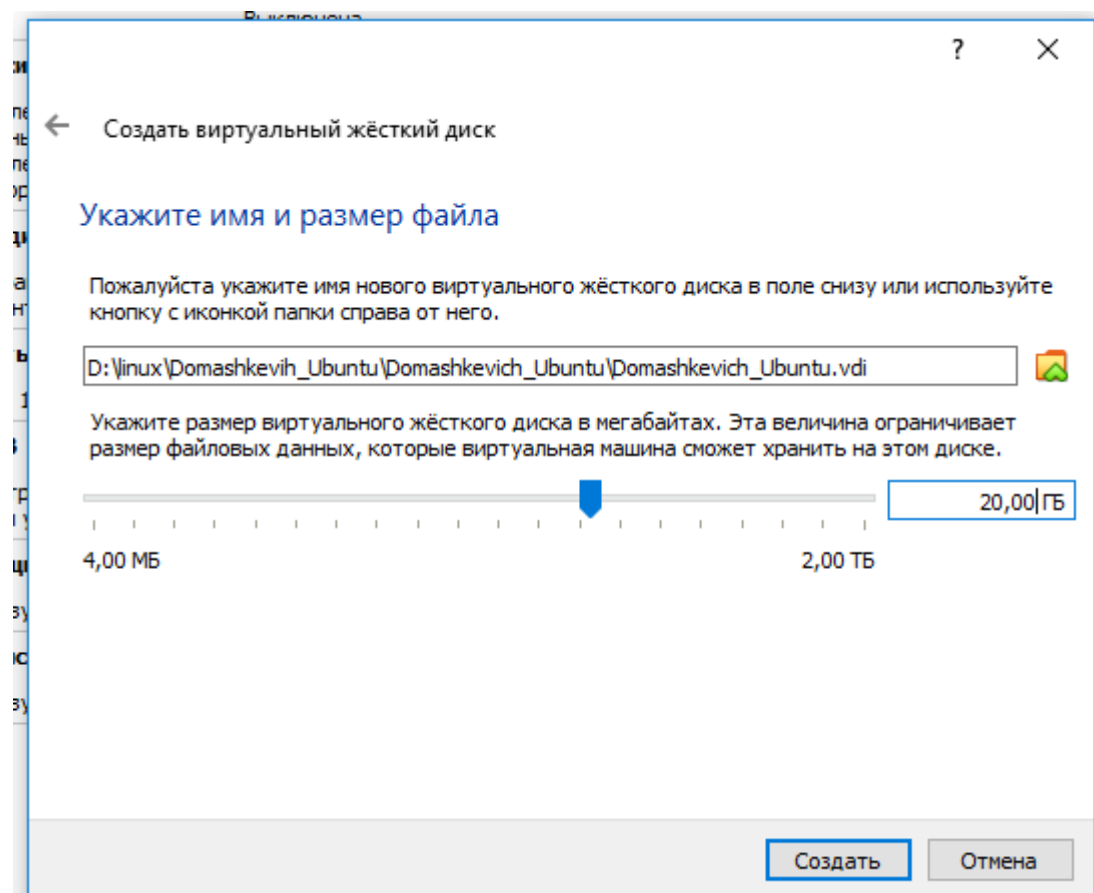 Выключена
?
Создать виртуальный жёсткий диск
Укажите имя и размер файла
Пожалуйста укажите имя нового виртуального жёсткого диска в поле снизу или используйте
кнопку с иконкой папки справа от него.
D:\linux\Domashkevih_Ubuntu\Domashkevich_Ubuntu\Domashkevich_Ubuntu.vdi
Укажите размер виртуального жёсткого диска в мегабайтах. Эта величина ограничивает
размер файловых данных, которые виртуальная машина сможет хранить на этом диске.
20,00 ГБ
4,00 МБ 2,00 ТБ
Создать Отмена